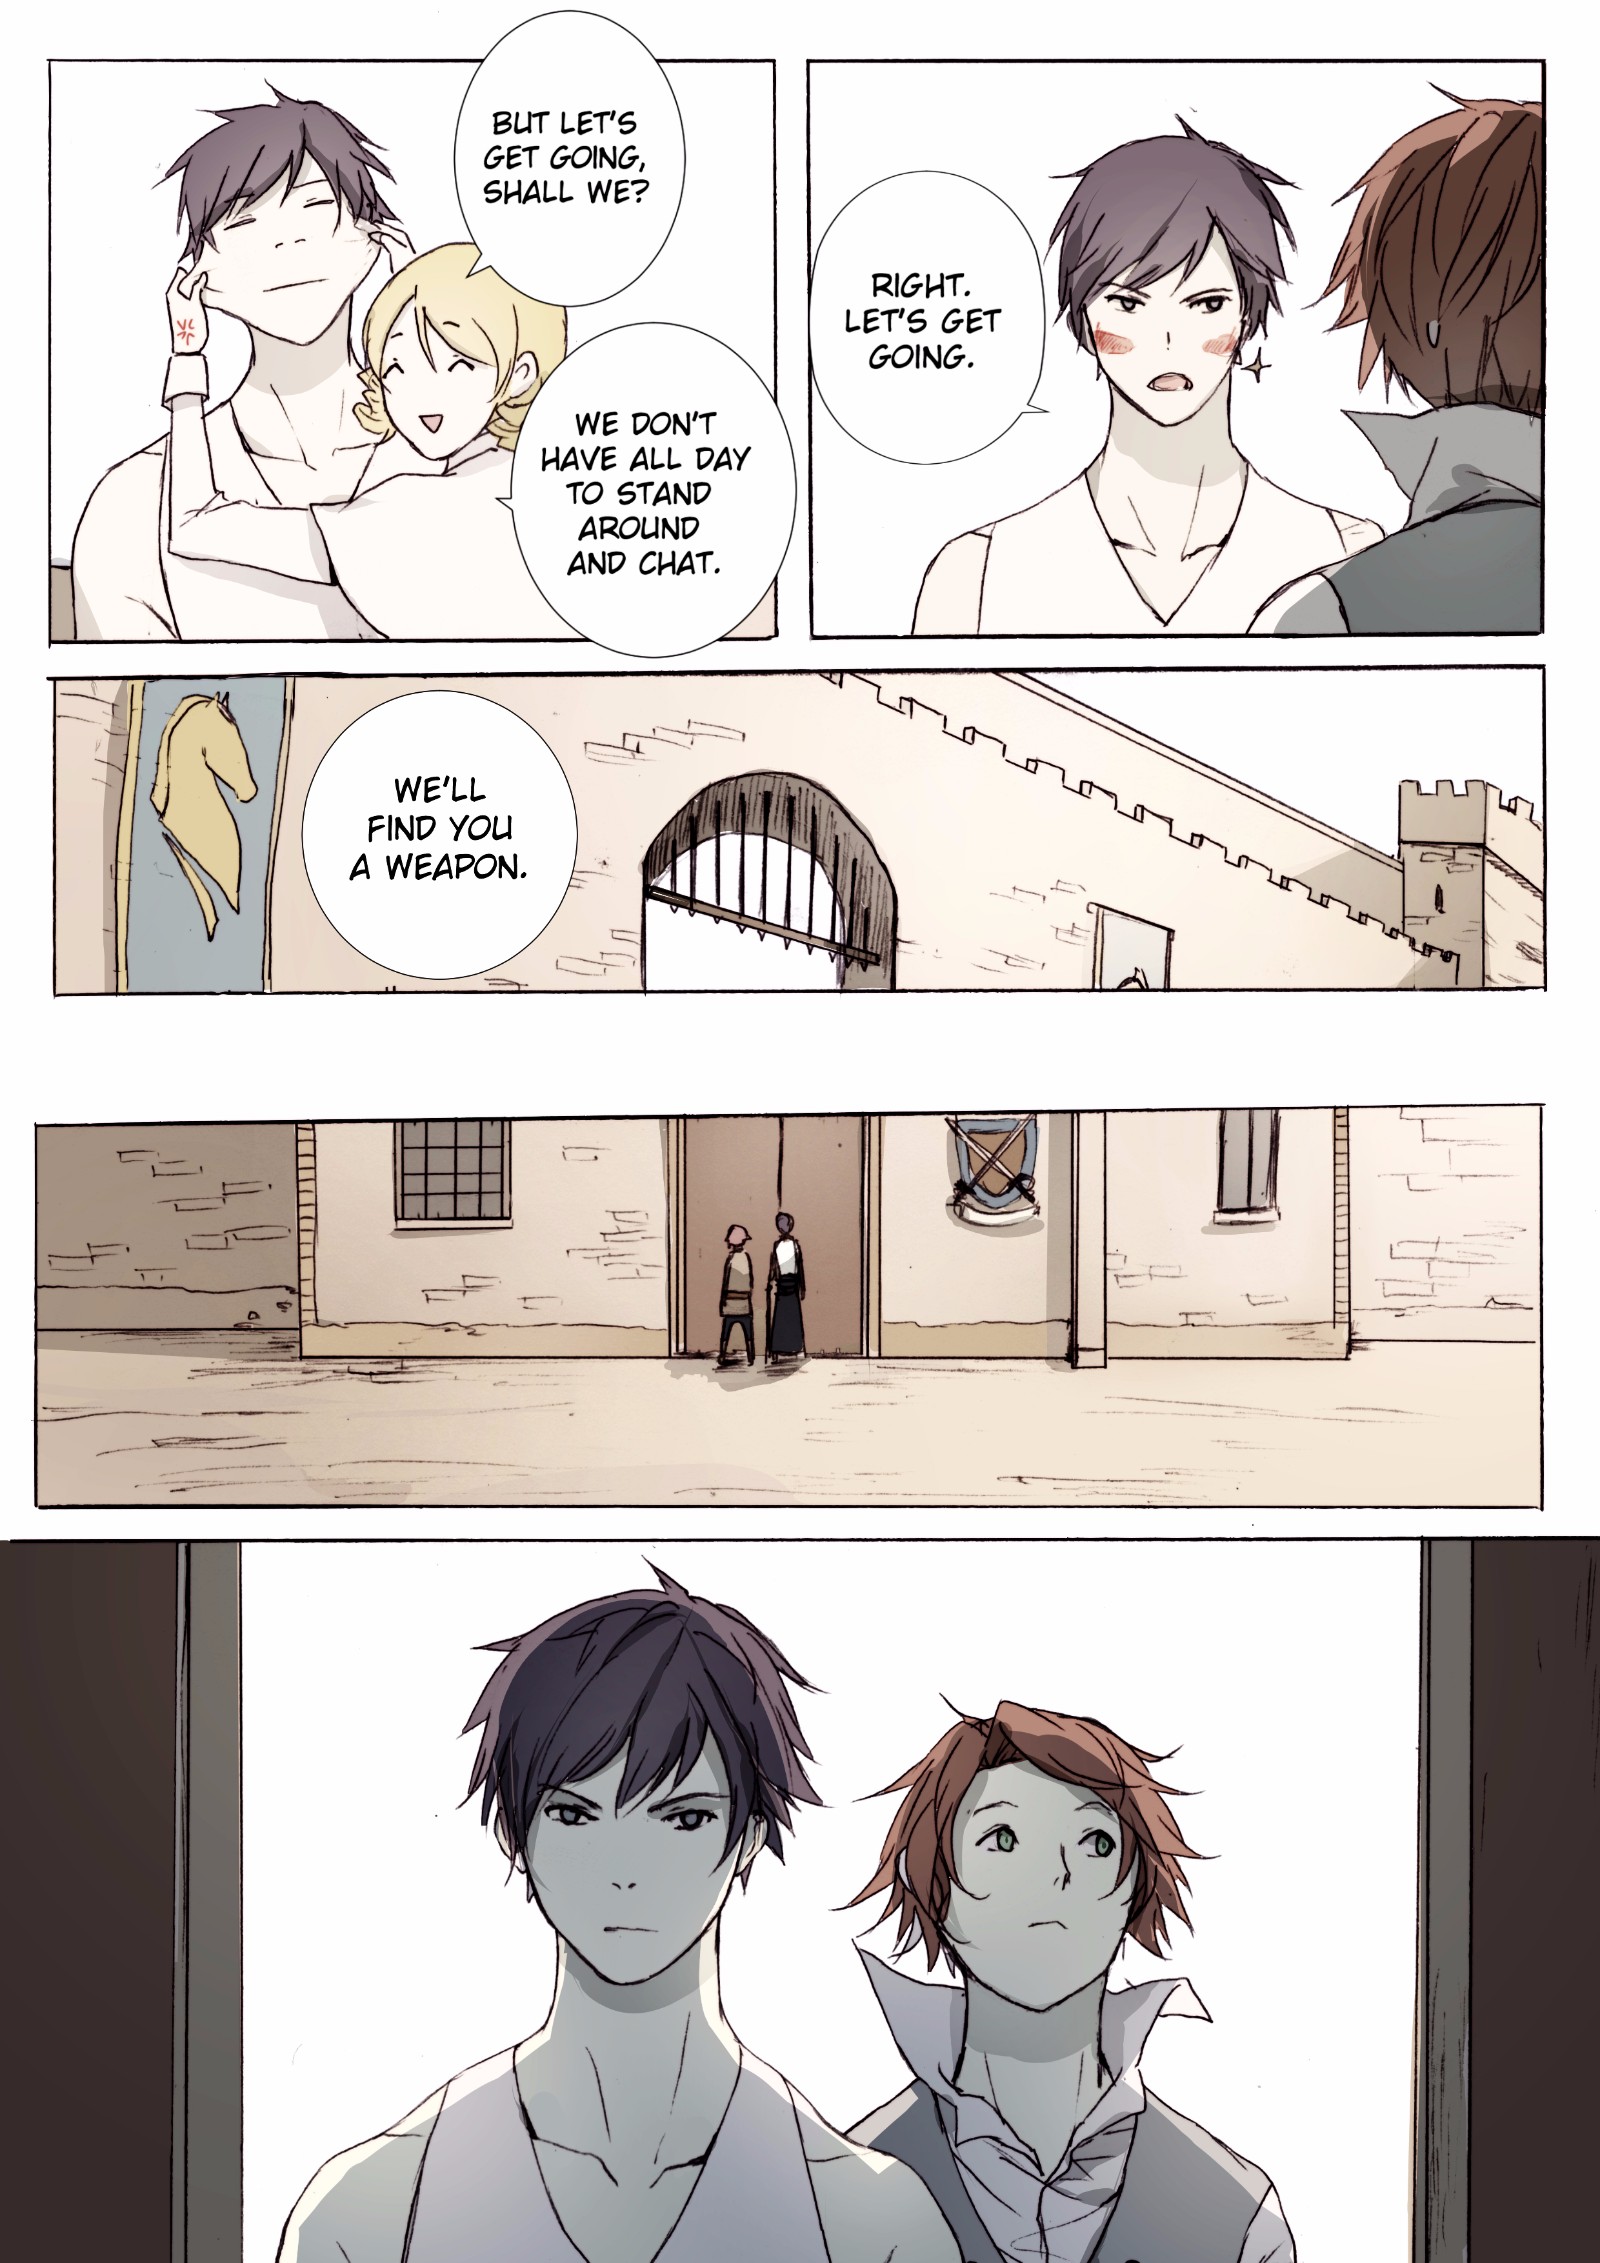 BUT LET'S
GET GOING,
SHALL WE?
WE DON'T
HAVE ALL DAY
TO STAND
AROUND
AND CHAT.
RIGHT.
LET'S GET
GOING.
WE'LL
FIND YOU
A WEAPON.